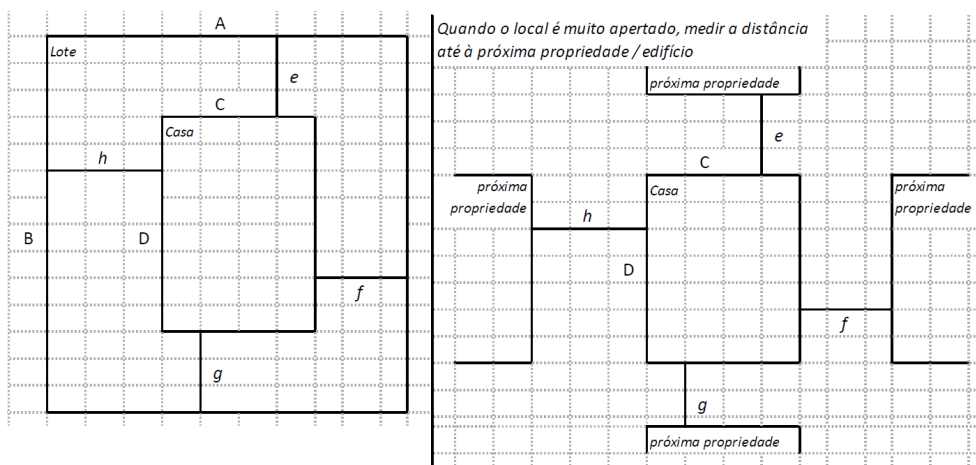 A
Lote
e
C
Casa
h
B
D
f
g
Quando o local é muito apertado, medir a distância
até à próxima propriedade / edifício
próxima propriedade
e
C
próxima
propriedade
Casa
próxima
propriedade
h
D
f
g
próxima propriedade